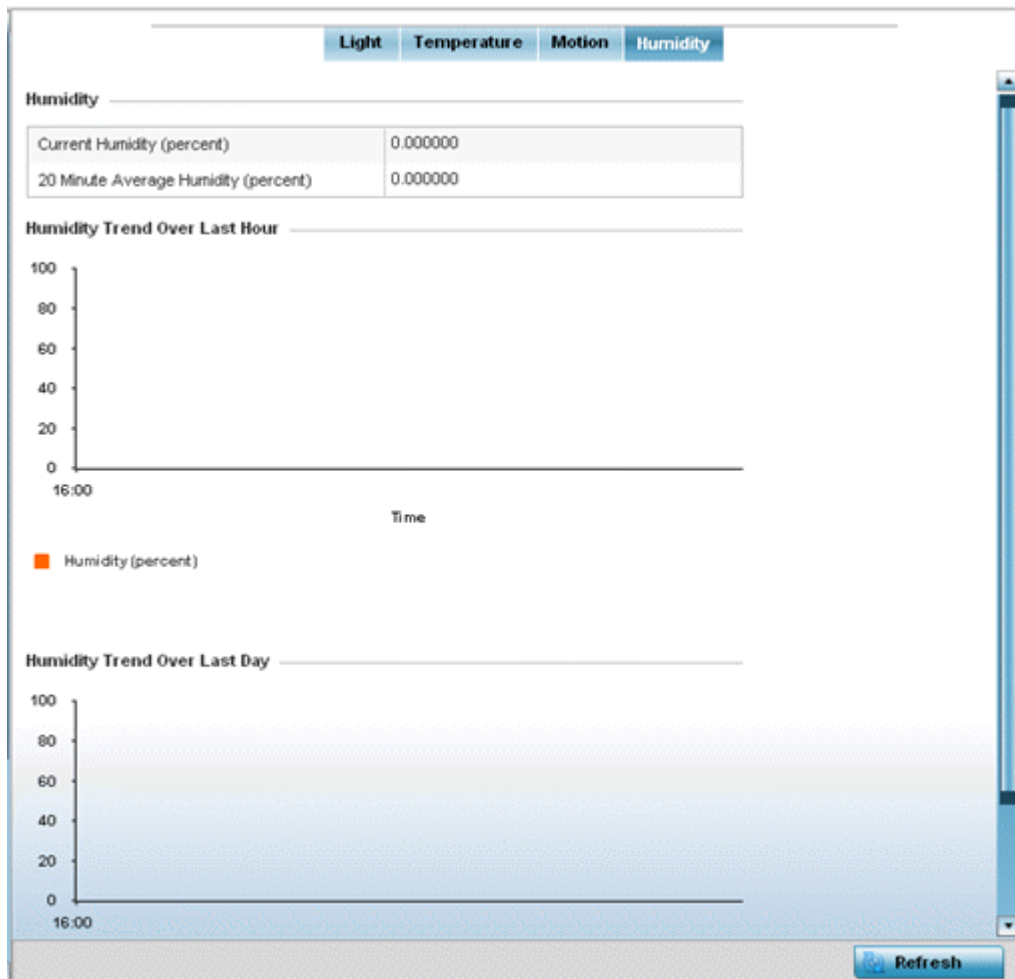 Light Temperature Motion Humidity
Humidity
Current Humidity (percent) 0.000000
20 Minute Average Humidity (percent) 0.000000
Humidity Trend Over Last Hour
100
80
60
40
20
0
16:00
Time
Humidity (percent)
Humidity Trend Over Last Day
100
80
60
40
20
0
16:00
Refresh